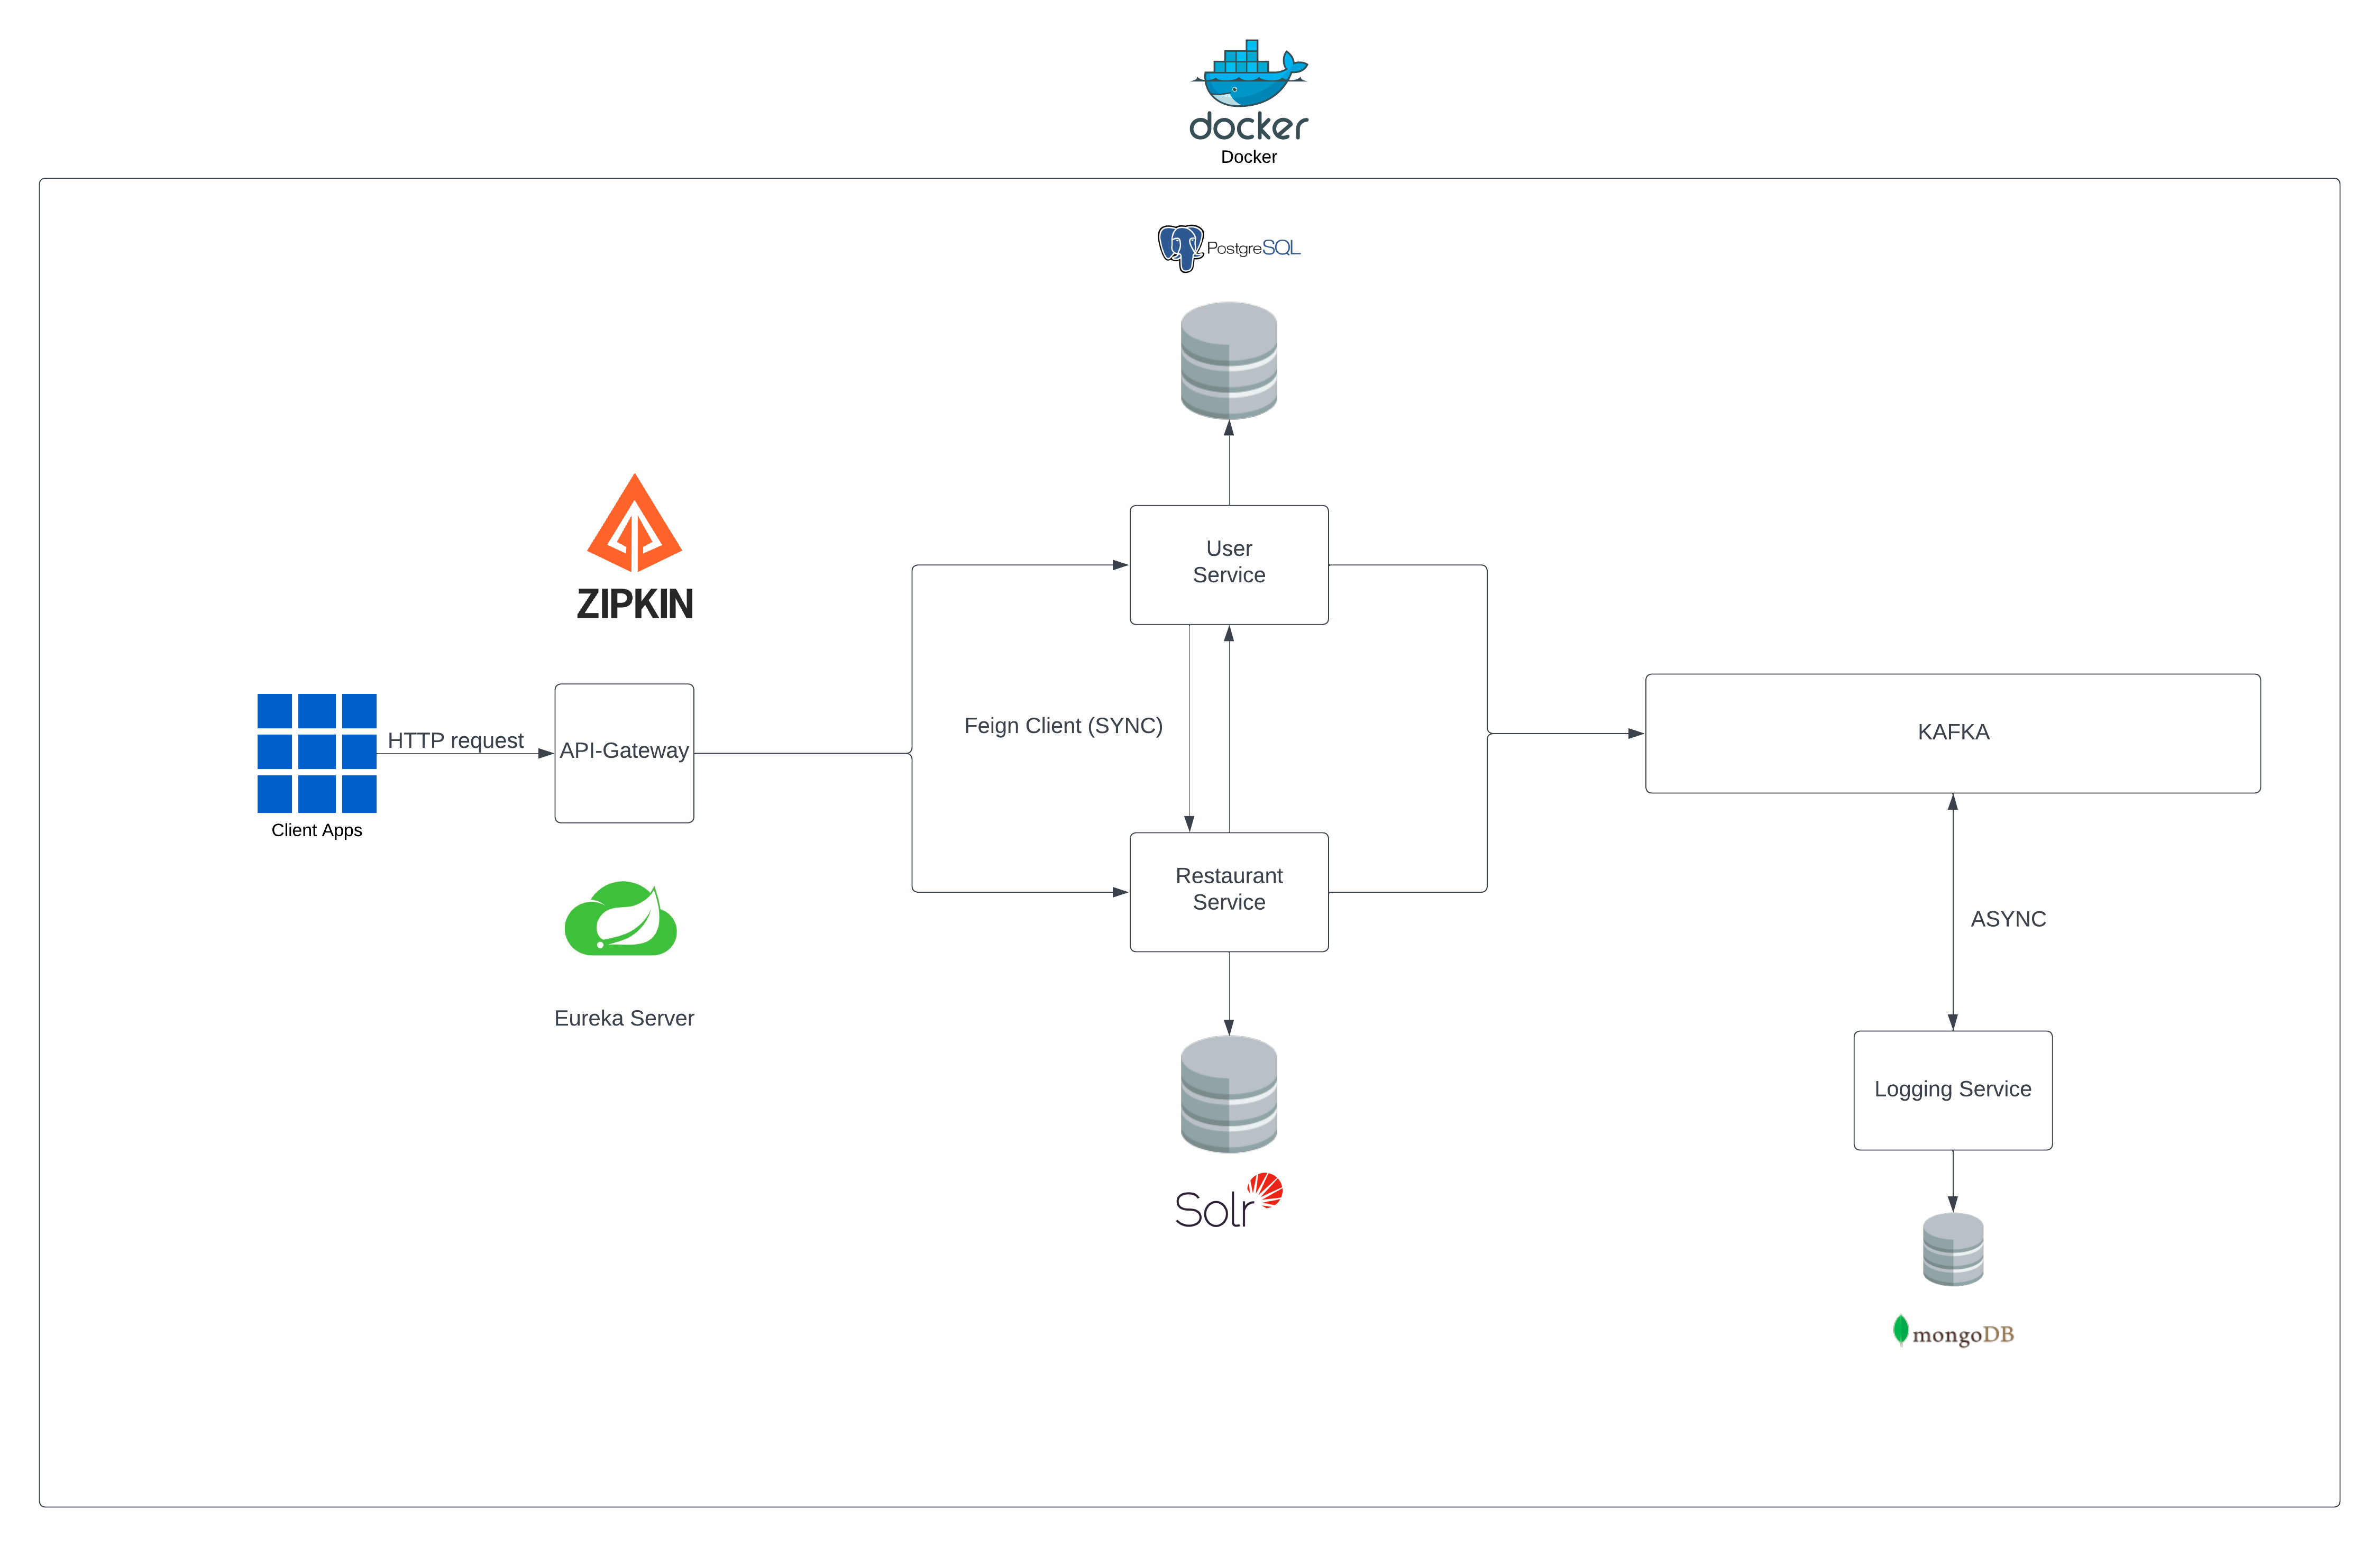 docker
Docker
PostgreSQL
ZIPKIN
User
Service
Feign Client (SYNC)
KAFKA
HTTP request
API-Gateway
Client Apps
Restaurant
Service
ASYNC
Eureka Server
Logging Service
Solr
mongoDB